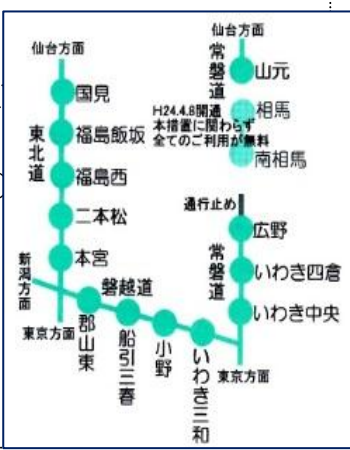 仙台方面
国見
福島飯坂
東北道
福島西
二本松
本宮
新潟方面
東京方面
磐越道
郡山東
船引三春
小野
いわき三和
仙台方面
常磐道
山元
相馬
H24.4.8開通
本措置に関わらず
全てのご利用が無料
南相馬
通行止め
広野
常磐道
いわき四倉
いわき中央
東京方面